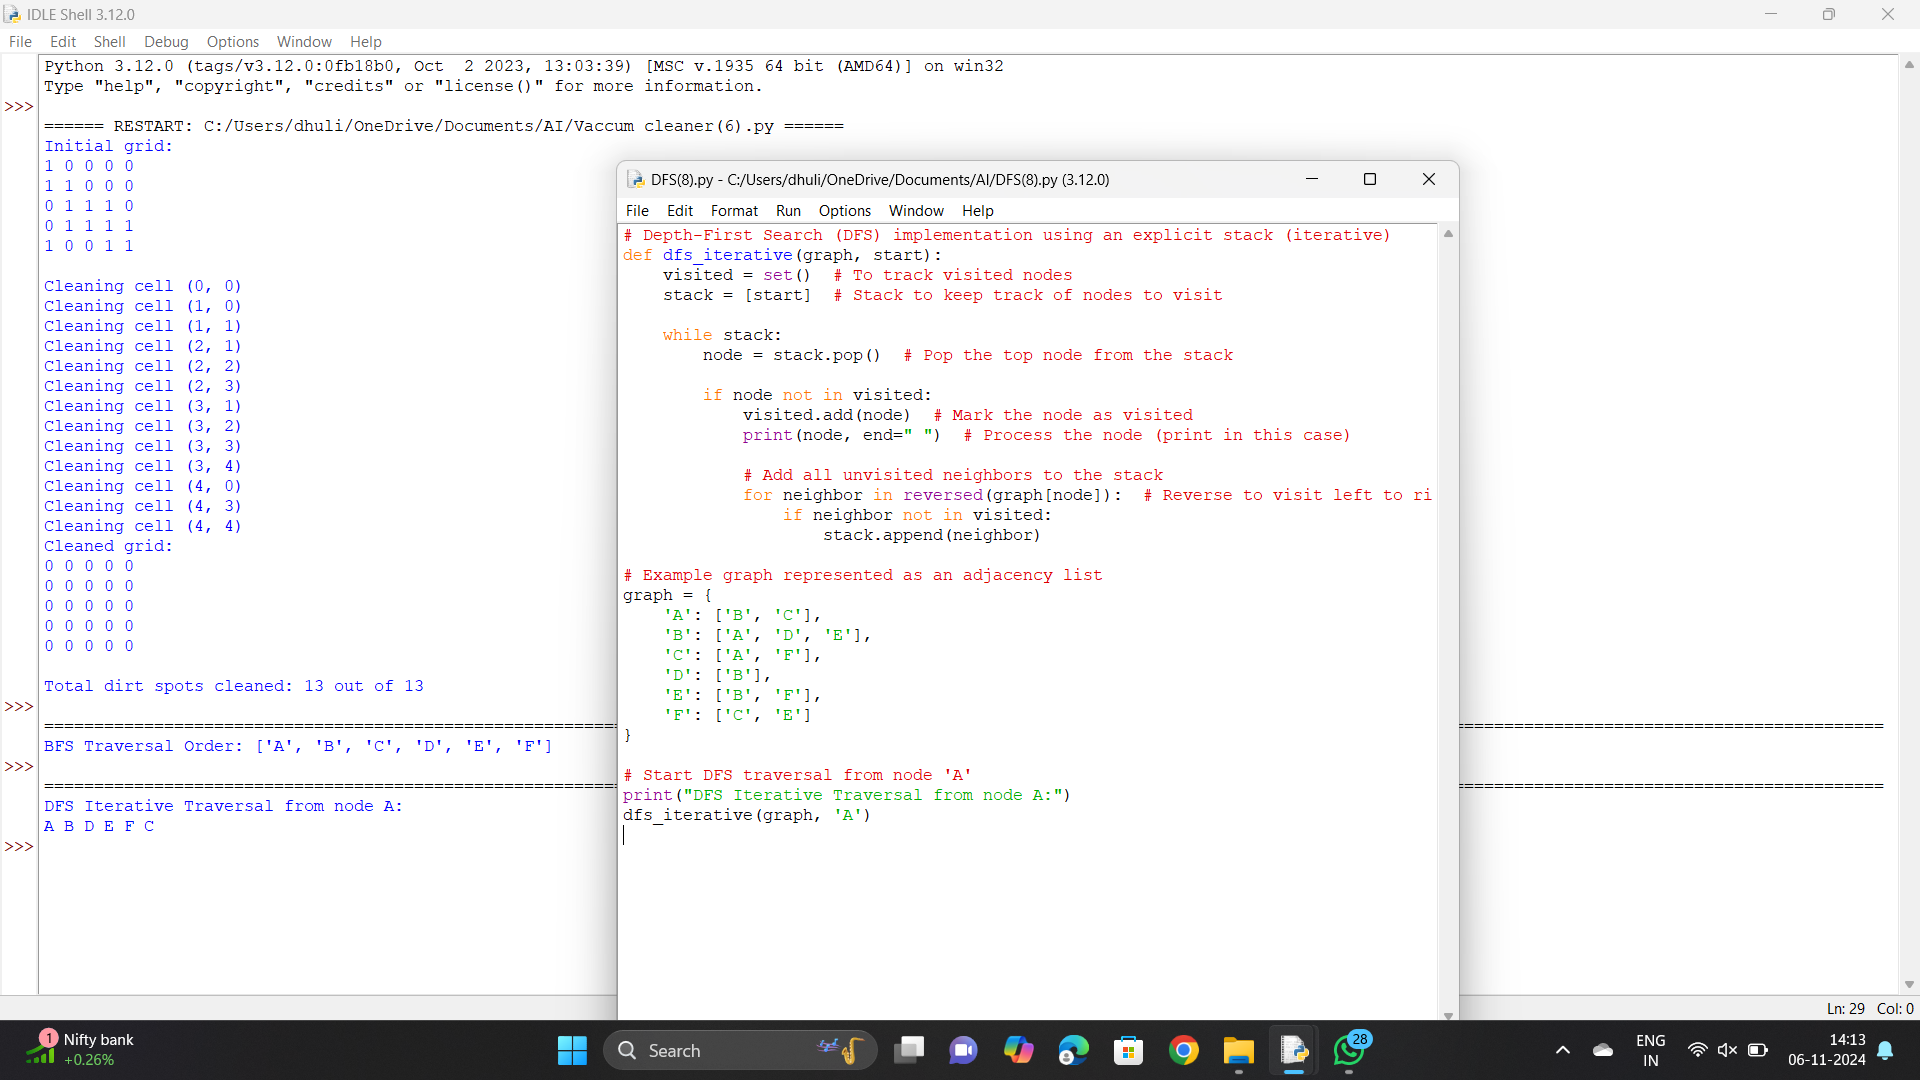 IDLE Shell 3.12.0
File Edit Shell Debug Options Window Help
Python 3.12.0 (tags/v3.12.0:0fb18b0, Oct  2 2023, 13:03:39) [MSC v.1935 64 bit (AMD64)] on win32
Type "help", "copyright", "credits" or "license()" for more information.
>>>
====== RESTART: C:/Users/dhuli/OneDrive/Documents/AI/Vaccum cleaner(6).py ======
Initial grid:
1 0 0 0 0
1 1 0 0 0
0 1 1 1 0
0 1 1 1 1
1 0 0 1 1
Cleaning cell (0, 0)
Cleaning cell (1, 0)
Cleaning cell (1, 1)
Cleaning cell (2, 1)
Cleaning cell (2, 2)
Cleaning cell (2, 3)
Cleaning cell (3, 1)
Cleaning cell (3, 2)
Cleaning cell (3, 3)
Cleaning cell (3, 4)
Cleaning cell (4, 0)
Cleaning cell (4, 3)
Cleaning cell (4, 4)
Cleaned grid:
0 0 0 0 0
0 0 0 0 0
0 0 0 0 0
0 0 0 0 0
0 0 0 0 0
Total dirt spots cleaned: 13 out of 13
>>>
BFS Traversal Order: ['A', 'B', 'C', 'D', 'E', 'F']
>>>
DFS Iterative Traversal from node A:
A B D E F C
>>>
DFS(8).py - C:/Users/dhuli/OneDrive/Documents/AI/DFS(8).py (3.12.0)
File Edit Format Run Options Window Help
# Depth-First Search (DFS) implementation using an explicit stack (iterative)
def dfs_iterative(graph, start):
    visited = set()  # To track visited nodes
    stack = [start]  # Stack to keep track of nodes to visit
    while stack:
        node = stack.pop()  # Pop the top node from the stack
        if node not in visited:
            visited.add(node)  # Mark the node as visited
            print(node, end=" ")  # Process the node (print in this case)
            # Add all unvisited neighbors to the stack
            for neighbor in reversed(graph[node]):  # Reverse to visit left to ri
                if neighbor not in visited:
                    stack.append(neighbor)
# Example graph represented as an adjacency list
graph = {
    'A': ['B', 'C'],
    'B': ['A', 'D', 'E'],
    'C': ['A', 'F'],
    'D': ['B'],
    'E': ['B', 'F'],
    'F': ['C', 'E']
}
# Start DFS traversal from node 'A'
print("DFS Iterative Traversal from node A:")
dfs_iterative(graph, 'A')
Ln: 29 Col: 0
1
Nifty bank
+0.26%
Search
28
ENG
IN
14:13
06-11-2024